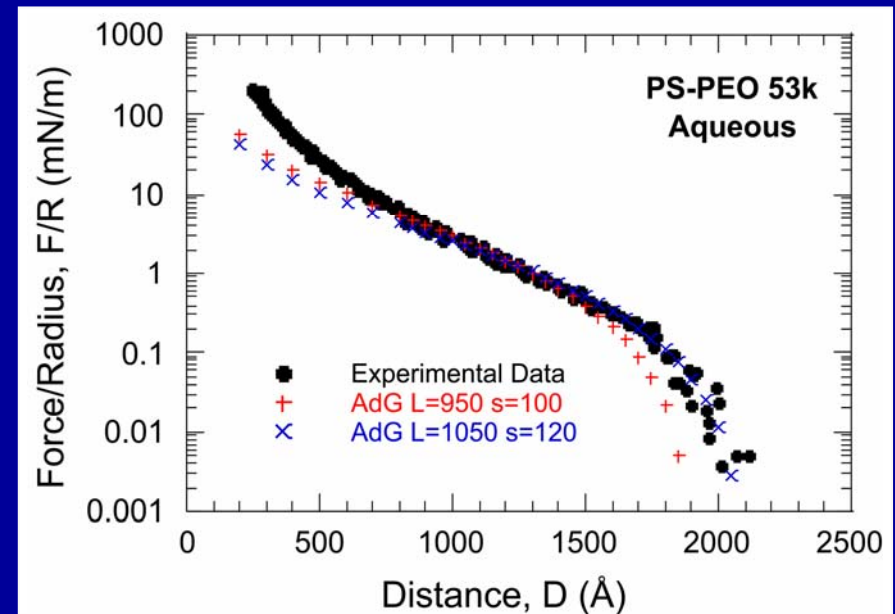 1000
100
10
1
0.1
0.01
0.001
Force/Radius, F/R (mN/m)
PS-PEO 53k
Aqueous
Experimental Data
AdG L=950 s=100
AdG L=1050 s=120
0 500 1000 1500 2000 2500
Distance, D (Å)